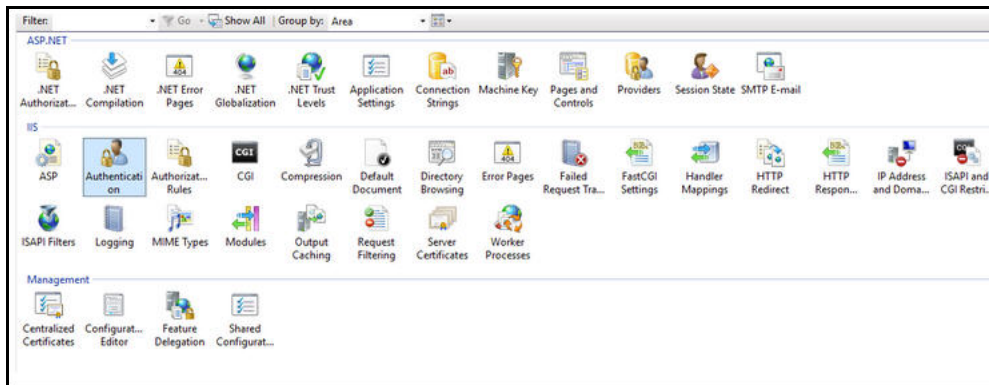 Filter: Go Show All Group by: Area
ASP.NET
.NET Authorizat... .NET Compilation .NET Error Pages .NET Globalization .NET Trust Levels Application Settings Connection Strings Machine Key Pages and Controls Providers Session State SMTP E-mail
IIS
ASP Authenticati on Authorizat... Rules CGI Compression Default Document Directory Browsing Error Pages Failed Request Tra... FastCGI Settings Handler Mappings HTTP Redirect HTTP Respon... IP Address and Doma... ISAPI and CGI Restri...
ISAPI Filters Logging MIME Types Modules Output Caching Request Filtering Server Certificates Worker Processes
Management
Centralized Certificates Configurat... Editor Feature Delegation Shared Configurat...